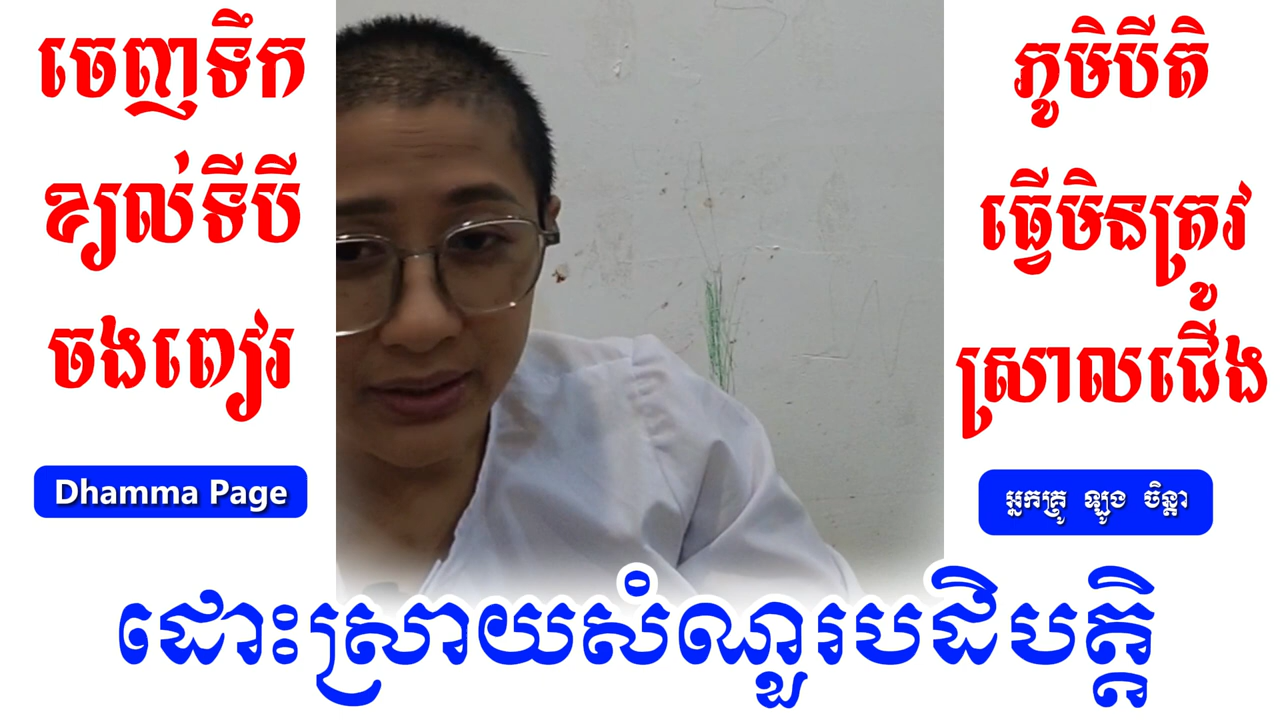 ចេញទឹក
ខ្យល់ទីបី
ចងពៀរ
Dhamma Page
ភូមិបីតិ
ធ្វើមិនត្រូវ
ស្រាលជើង
អ្នកគ្រូ ឡុង ចិន្តា
ដោះស្រាយសំណួរបដិបត្តិ